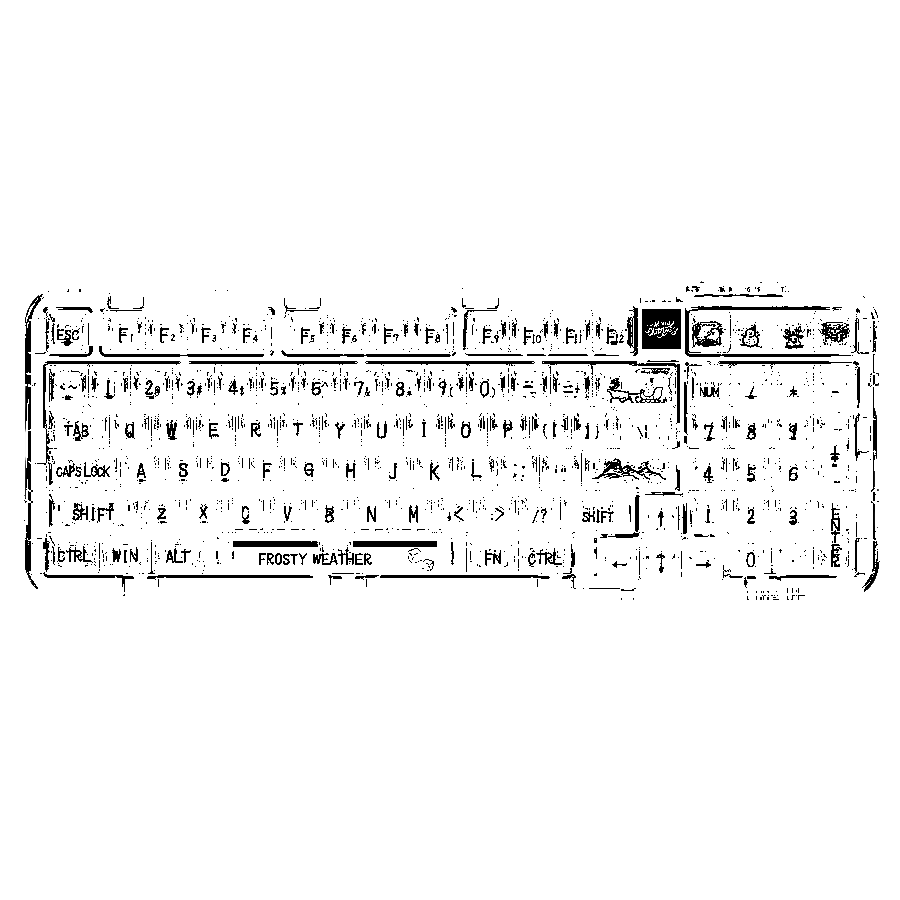 ESC F1 F2 F3 F4 F5 F6 F7 F8 F9 F10 F11 F12
1 2 3 4 5 6 7 8 9 0 NUM / * -
TAB Q W E R T Y U I O P 7 8 9 +
CAPS LOCK A S D F G H J K L 4 5 6
SHIFT Z X C V B N M < > /? SHIFT ↑ 1 2 3 ENTER
CTRL WIN ALT FROSTY WEATHER FN CTRL ← ↓ → 0 .